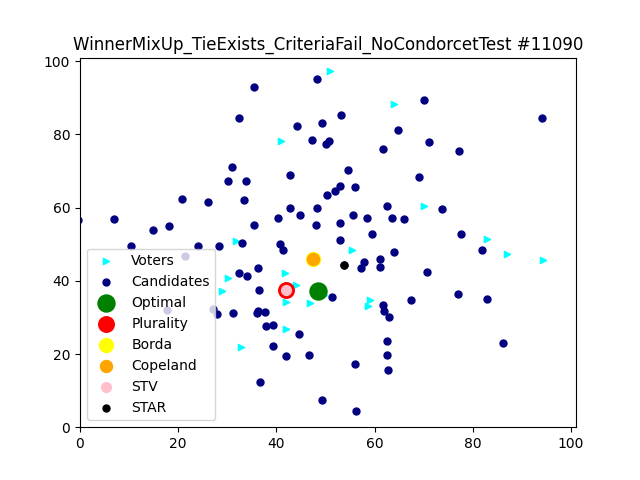 WinnerMixUp_TieExists_CriteriaFail_NoCondorcetTest #11090
100
80
60
40
20
0
Voters
Candidates
Optimal
Plurality
Borda
Copeland
STV
STAR
0 20 40 60 80 100